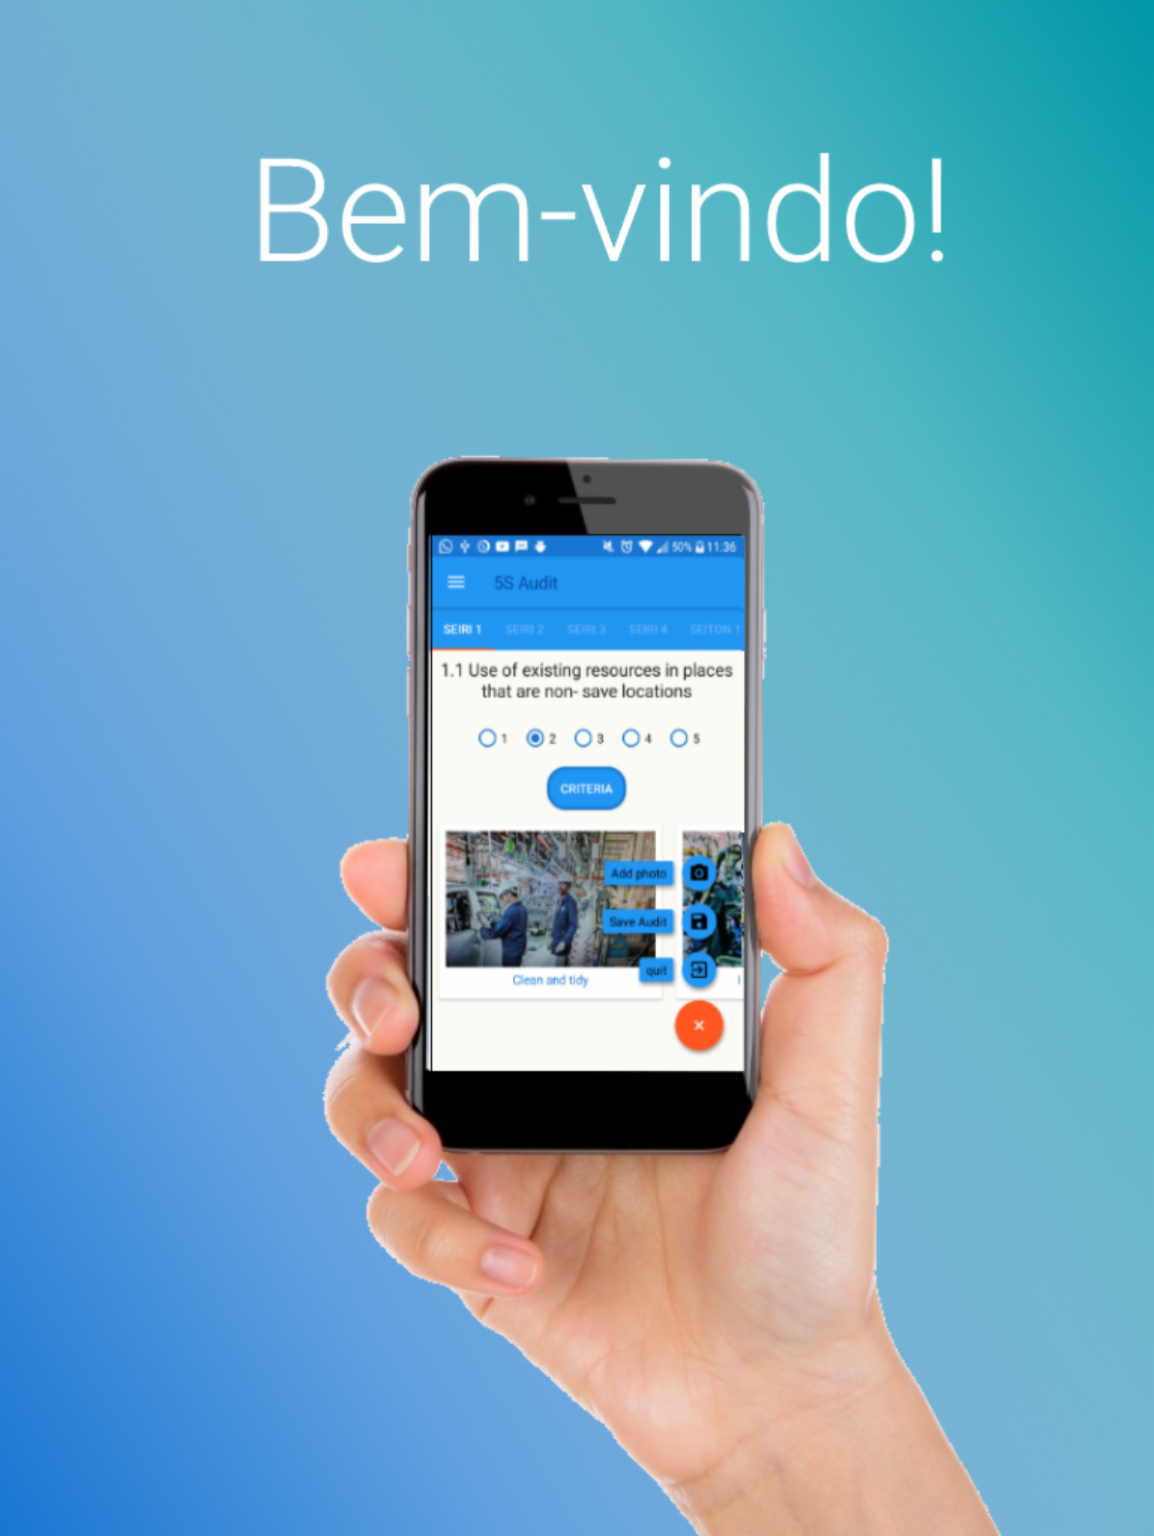 Bem-vindo!
50% 11:36
5S Audit
SEIRI 1 SEIRI 2 SEIRI 3 SEIRI 4 SEITON 1
1.1 Use of existing resources in places
that are non- save locations
1 2 3 4 5
CRITERIA
Add photo
Save Audit
quit
Clean and tidy